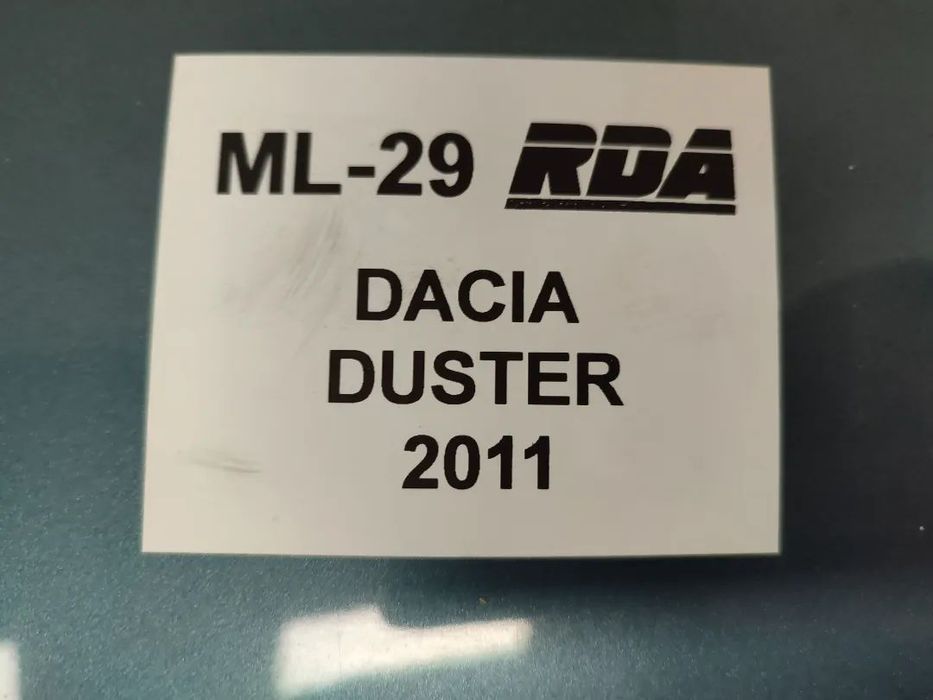 ML-29 RDA
DACIA
DUSTER
2011